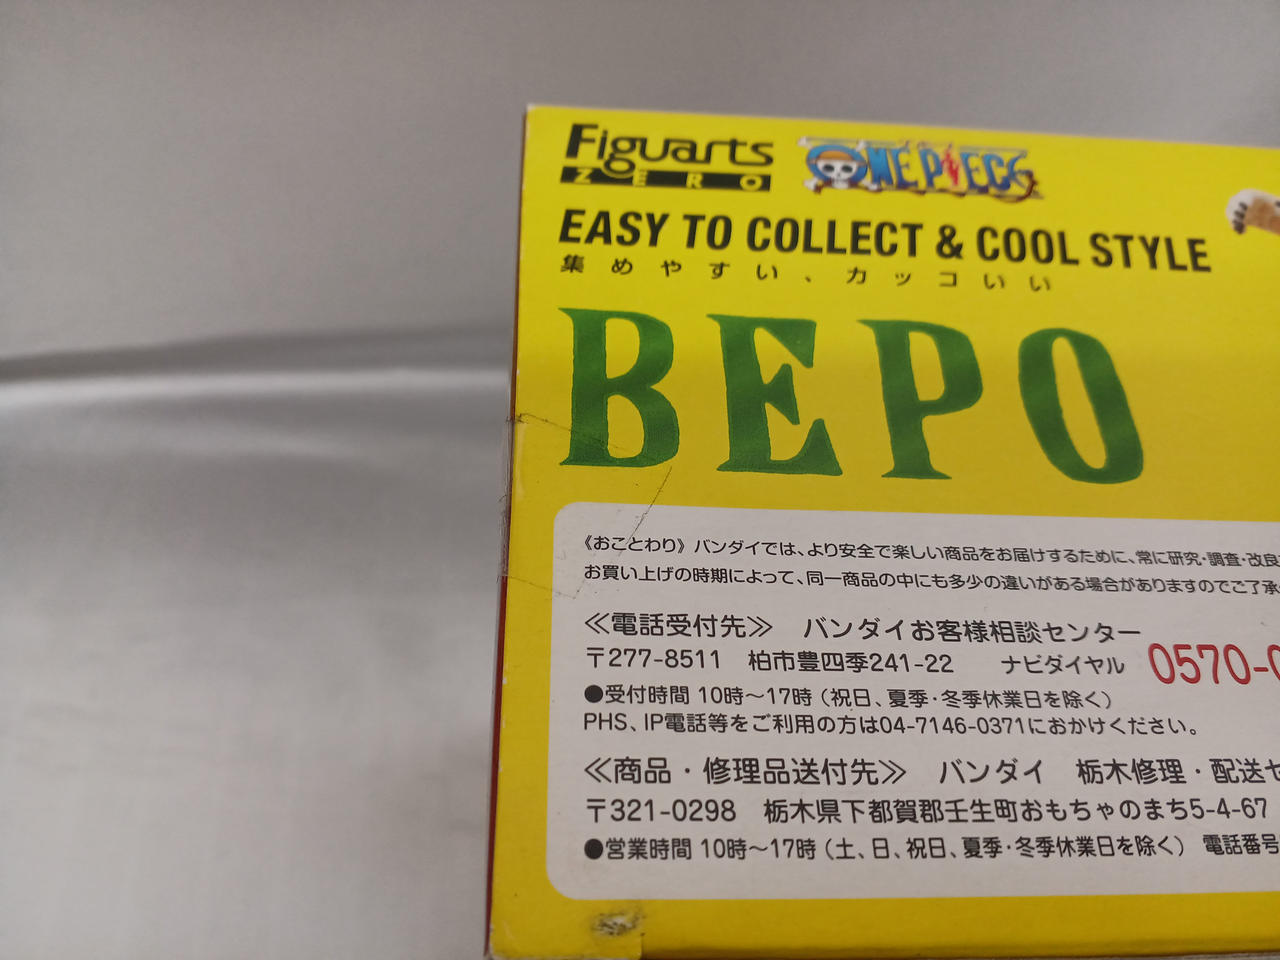 Figuarts
ZERO
ONE PIECE
EASY TO COLLECT & COOL STYLE
集めやすい、カッコいい
BEPO
《おことわり》バンダイでは、より安全で楽しい商品をお届けするために、常に研究・調査・改良
お買い上げの時期によって、同一商品の中にも多少の違いがある場合がありますのでご了承
≪電話受付先≫ バンダイお客様相談センター
〒277-8511 柏市豊四季241-22 ナビダイヤル 0570-0
●受付時間 10時〜17時(祝日、夏季・冬季休業日を除く)
PHS、IP電話等をご利用の方は04-7146-0371におかけください。
≪商品・修理品送付先≫ バンダイ 栃木修理・配送セ
〒321-0298 栃木県下都賀郡壬生町おもちゃのまち5-4-67
●営業時間 10時〜17時(土、日、祝日、夏季・冬季休業日を除く) 電話番号